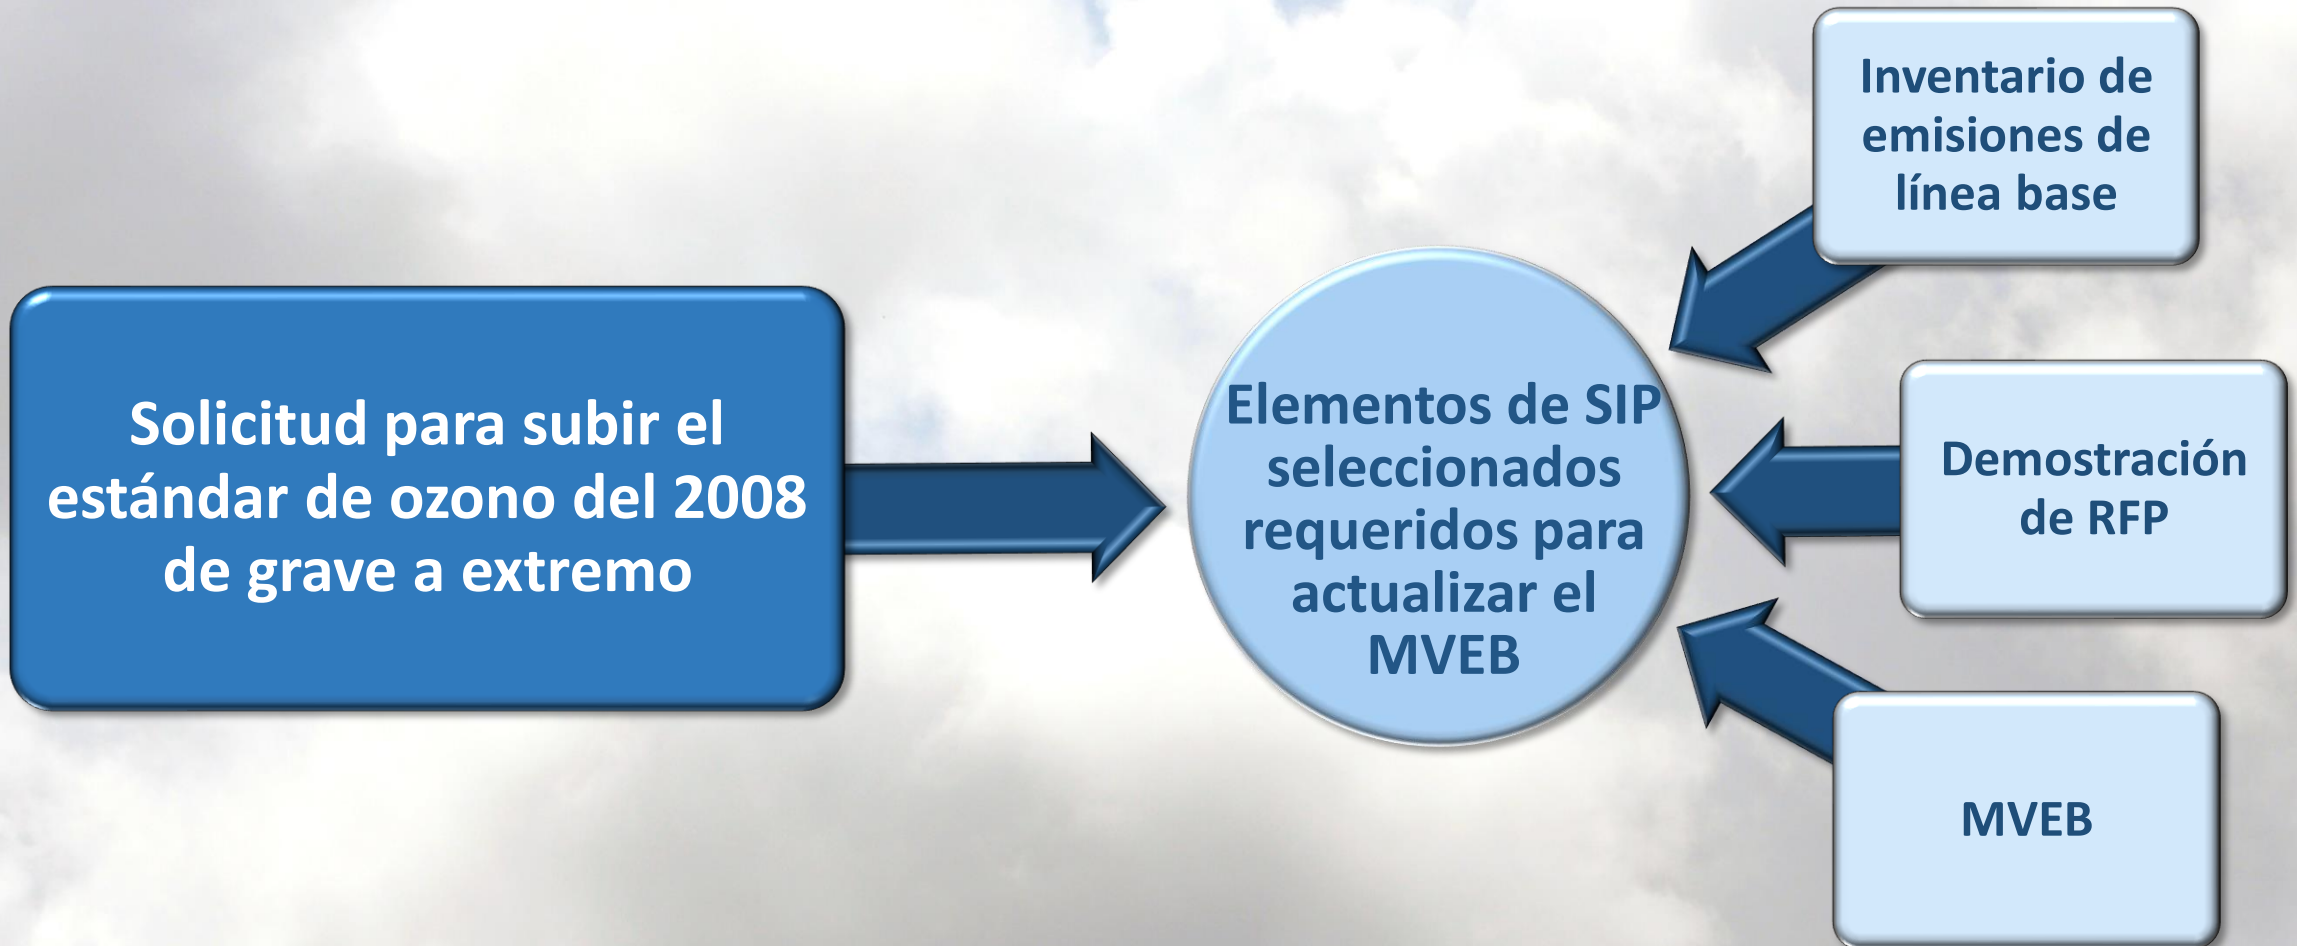 Solicitud para subir el
estándar de ozono del 2008
de grave a extremo
Elementos de SIP
seleccionados
requeridos para
actualizar el
MVEB
Inventario de
emisiones de
línea base
Demostración
de RFP
MVEB